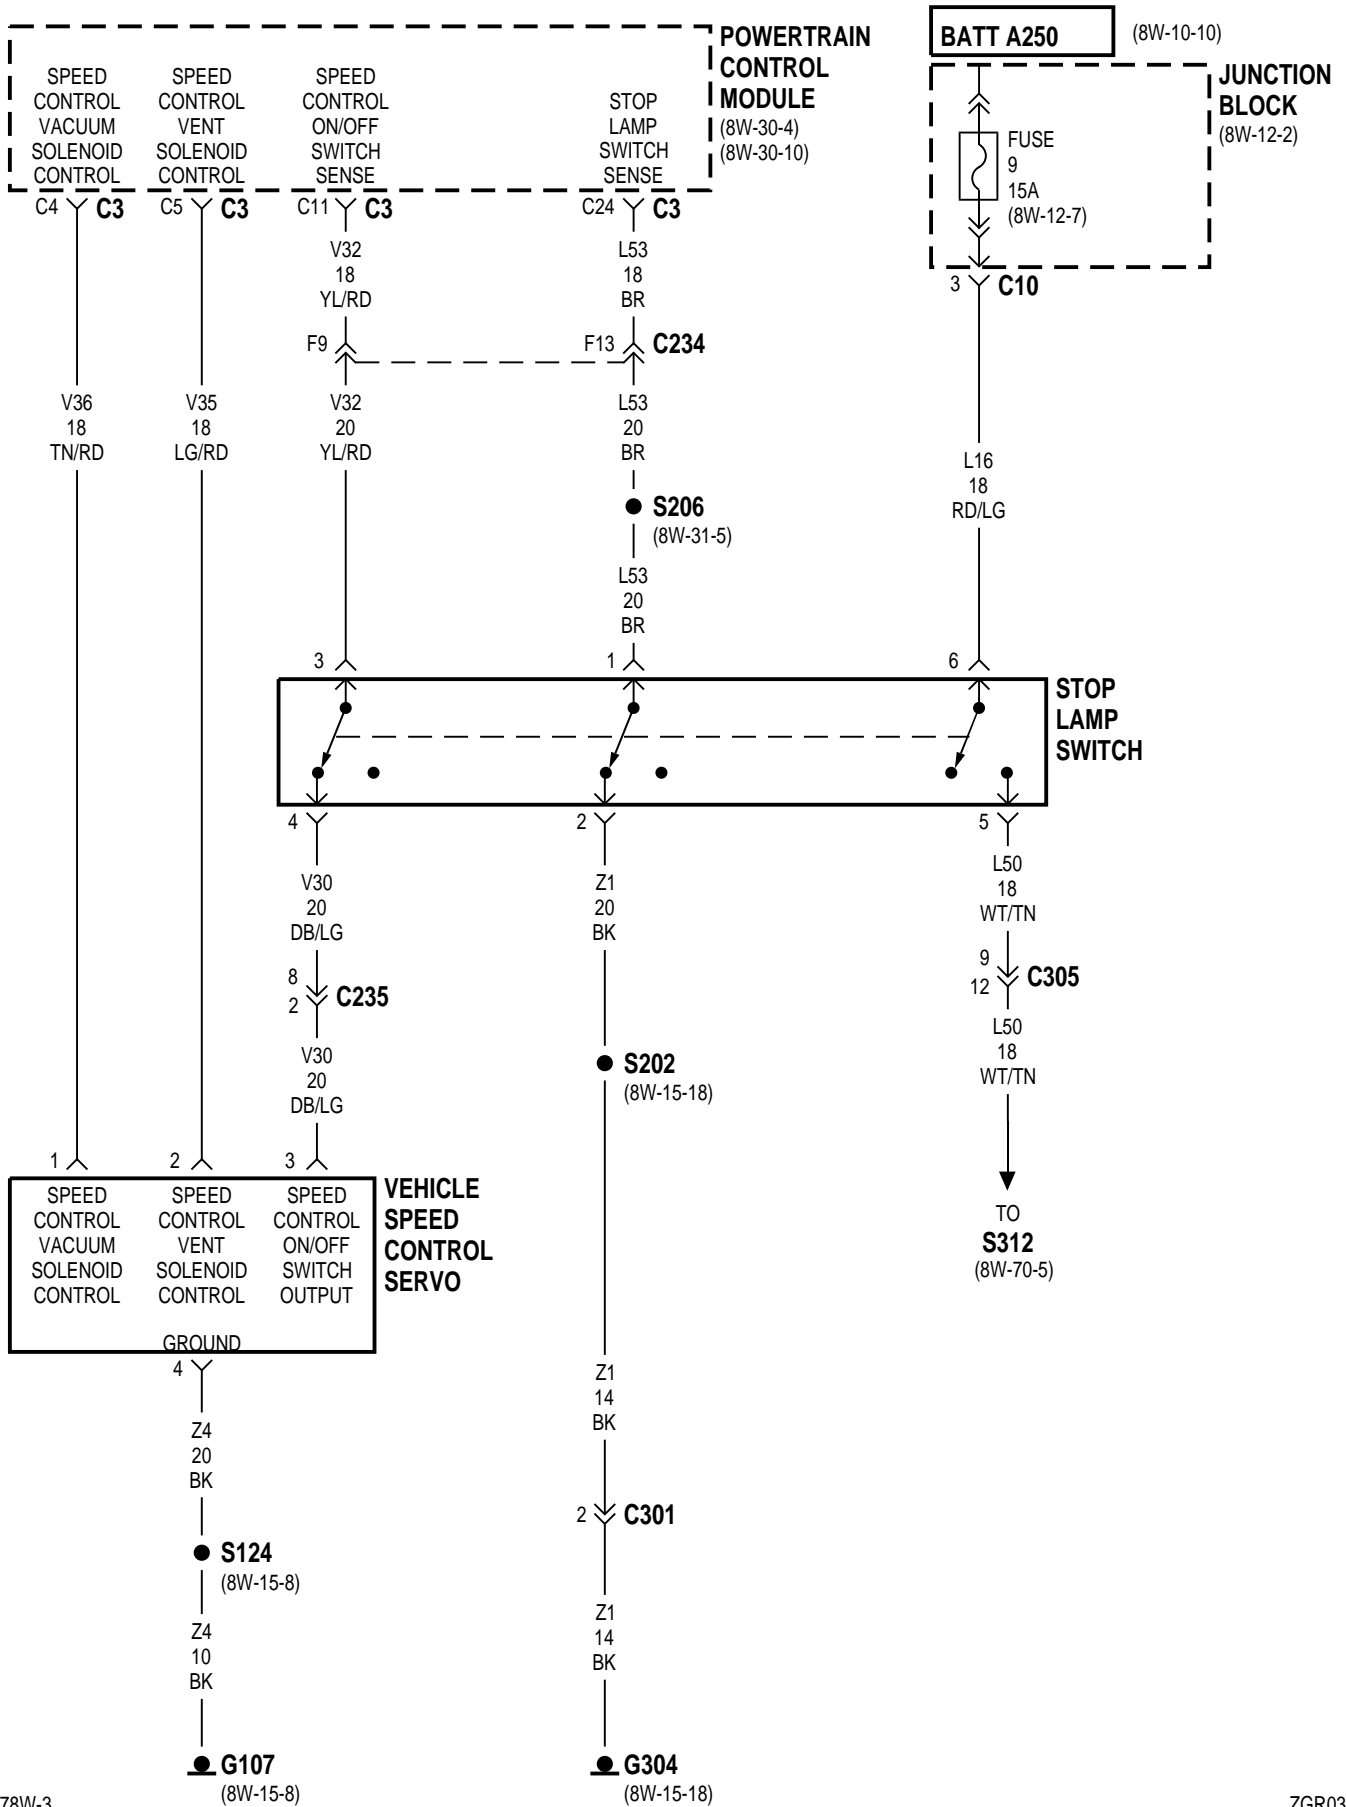 BATT A250
(8W-10-10)
POWERTRAIN
CONTROL
MODULE
(8W-30-4)
(8W-30-10)
JUNCTION
BLOCK
(8W-12-2)
SPEED
CONTROL
VACUUM
SOLENOID
CONTROL
SPEED
CONTROL
VENT
SOLENOID
CONTROL
SPEED
CONTROL
ON/OFF
SWITCH
SENSE
STOP
LAMP
SWITCH
SENSE
FUSE
9
15A
(8W-12-7)
C4
C3
C5
C3
C11
C3
C24
C3
3
C10
V32
18
YL/RD
L53
18
BR
F9
F13
C234
V36
18
TN/RD
V35
18
LG/RD
V32
20
YL/RD
L53
20
BR
L16
18
RD/LG
S206
(8W-31-5)
L53
20
BR
3
1
6
STOP
LAMP
SWITCH
4
2
5
V30
20
DB/LG
Z1
20
BK
L50
18
WT/TN
8
2
C235
9
12
C305
V30
20
DB/LG
S202
(8W-15-18)
L50
18
WT/TN
1
2
3
VEHICLE
SPEED
CONTROL
SERVO
SPEED
CONTROL
VACUUM
SOLENOID
CONTROL
SPEED
CONTROL
VENT
SOLENOID
CONTROL
SPEED
CONTROL
ON/OFF
SWITCH
OUTPUT
GROUND
TO
S312
(8W-70-5)
4
Z4
20
BK
Z1
14
BK
2
C301
S124
(8W-15-8)
Z4
10
BK
Z1
14
BK
G107
(8W-15-8)
G304
(8W-15-18)
78W-3
ZGR03